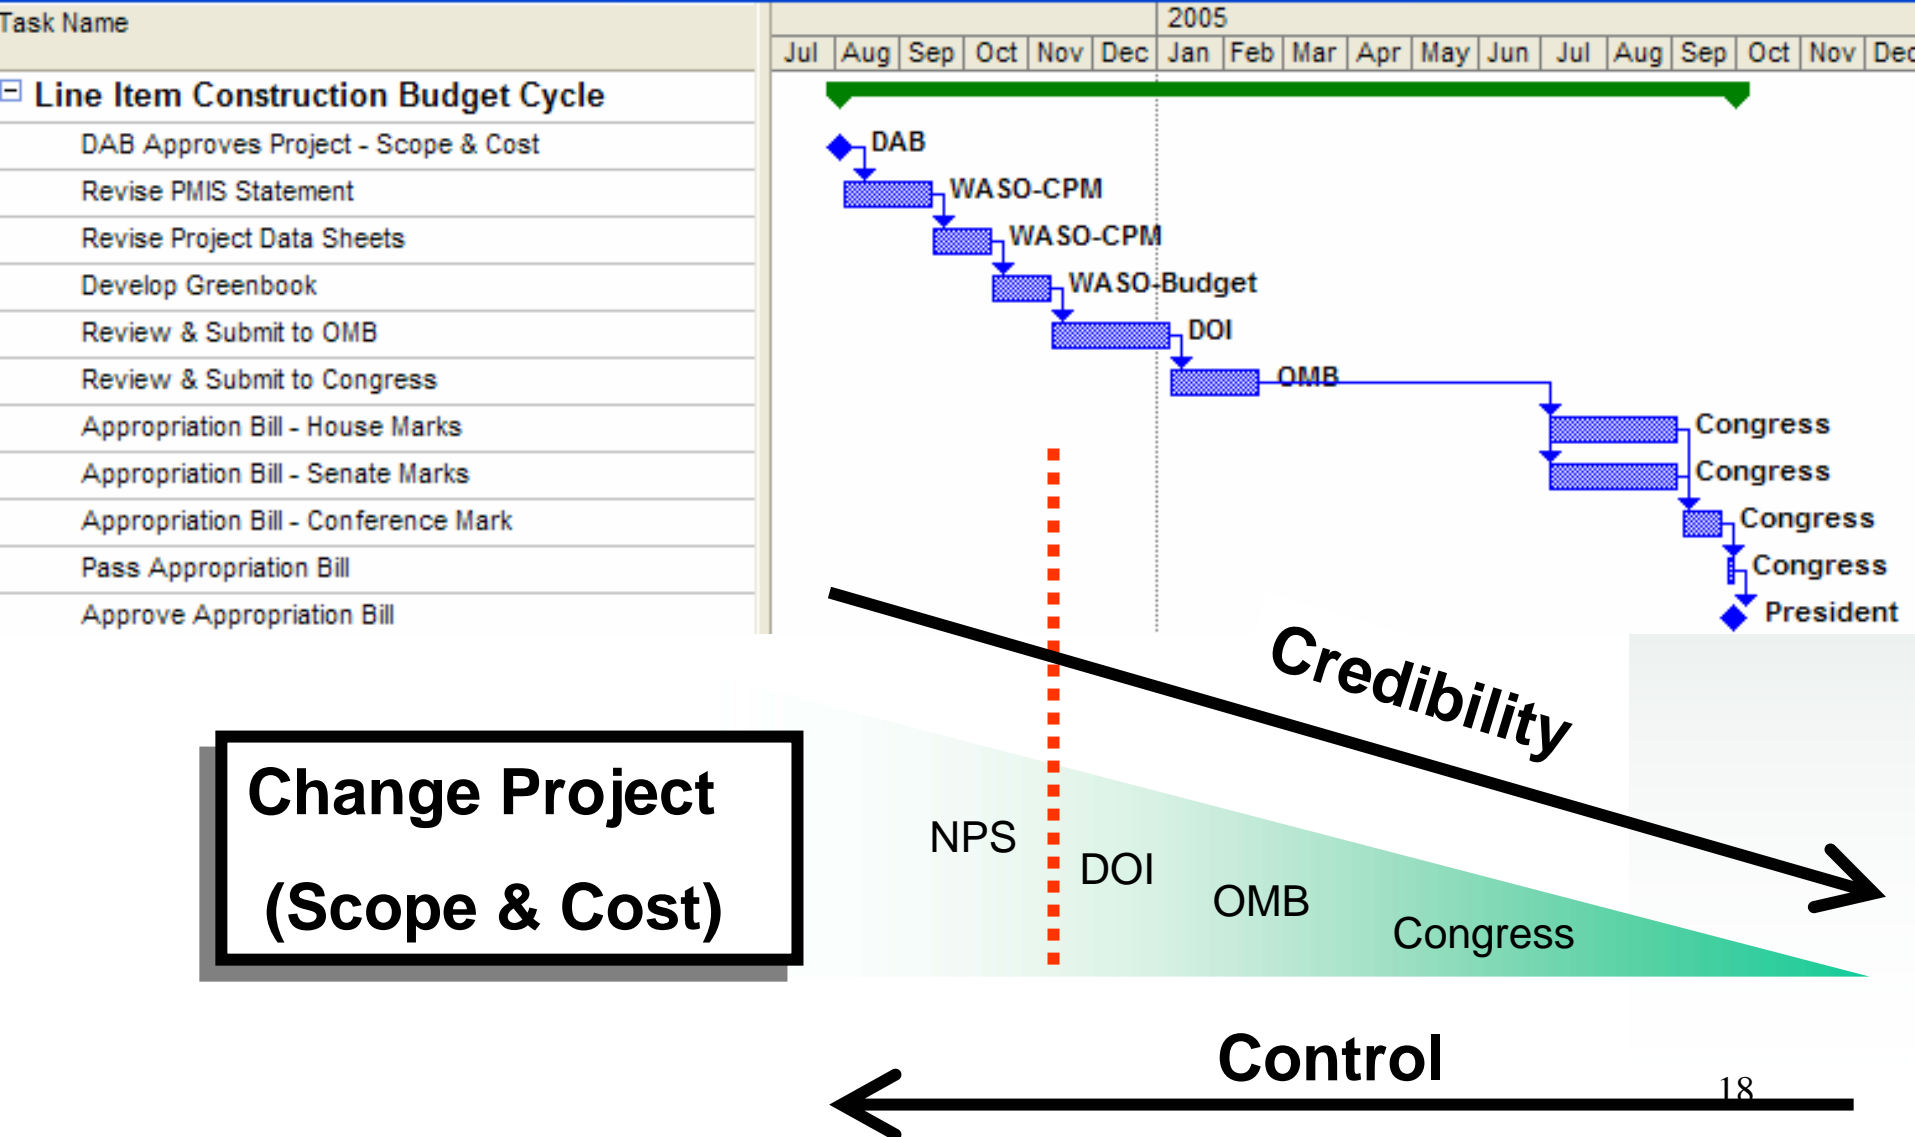 Task Name
2005
Jul Aug Sep Oct Nov Dec Jan Feb Mar Apr May Jun Jul Aug Sep Oct Nov Dec
Line Item Construction Budget Cycle
DAB Approves Project - Scope & Cost DAB
Revise PMIS Statement WASO-CPM
Revise Project Data Sheets WASO-CPM
Develop Greenbook WASO-Budget
Review & Submit to OMB DOI
Review & Submit to Congress OMB
Appropriation Bill - House Marks Congress
Appropriation Bill - Senate Marks Congress
Appropriation Bill - Conference Mark Congress
Pass Appropriation Bill Congress
Approve Appropriation Bill President
Credibility
Change Project
(Scope & Cost)
NPS
DOI
OMB
Congress
Control
18